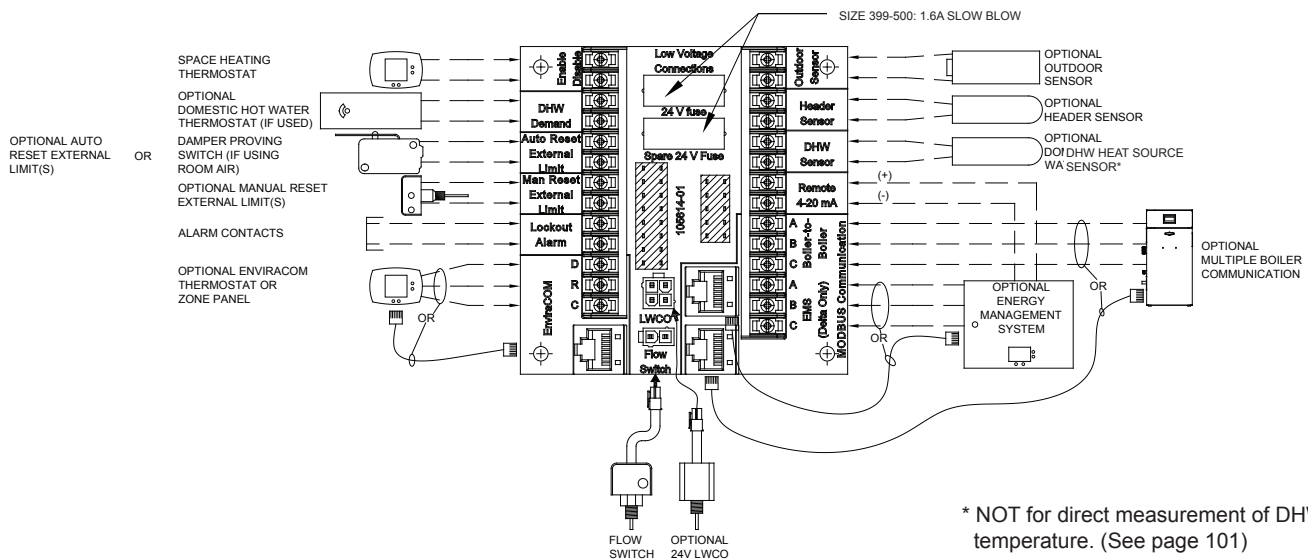 SIZE 399-500: 1.6A SLOW BLOW
SPACE HEATING
THERMOSTAT
OPTIONAL
DOMESTIC HOT WATER
THERMOSTAT (IF USED)
OPTIONAL AUTO
RESET EXTERNAL
LIMIT(S)
OR
DAMPER PROVING
SWITCH (IF USING
ROOM AIR)
OPTIONAL MANUAL RESET
EXTERNAL LIMIT(S)
ALARM CONTACTS
OPTIONAL ENVIRACOM
THERMOSTAT OR
ZONE PANEL
OR
Enable
Disable
DHW
Demand
Auto Reset
External
Limit
Man Reset
External
Limit
Lockout
Alarm
EnviraCOM
D
R
C
Low Voltage
Connections
24 V fuse
Spare 24 V Fuse
105814-01
LWCO
Flow
Switch
Outdoor
Sensor
Header
Sensor
DHW
Sensor
Remote
4-20 mA
A
B
C
Boiler-to-
Boiler
A
B
C
EMS
(Delta Only)
MODBUS Communication
(+)
(-)
OPTIONAL
OUTDOOR
SENSOR
OPTIONAL
HEADER SENSOR
OPTIONAL
DHW HEAT SOURCE
SENSOR*
OR
OR
OPTIONAL
ENERGY
MANAGEMENT
SYSTEM
OPTIONAL
MULTIPLE BOILER
COMMUNICATION
FLOW
SWITCH
OPTIONAL
24V LWCO
* NOT for direct measurement of DHW
temperature. (See page 101)